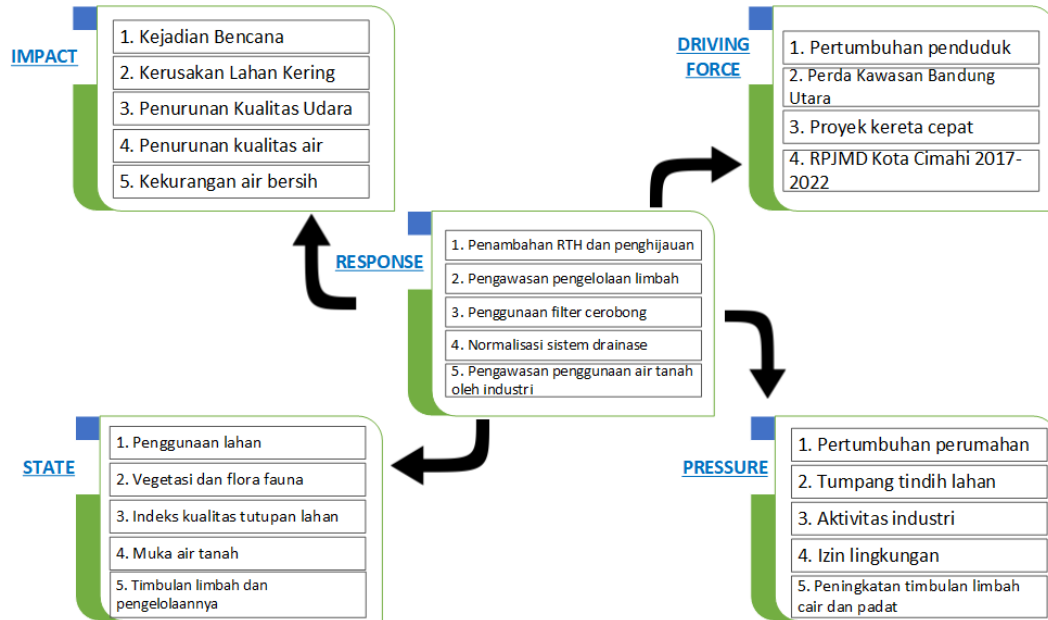 IMPACT
1. Kejadian Bencana
2. Kerusakan Lahan Kering
3. Penurunan Kualitas Udara
4. Penurunan kualitas air
5. Kekurangan air bersih
DRIVING
FORCE
1. Pertumbuhan penduduk
2. Perda Kawasan Bandung
Utara
3. Proyek kereta cepat
4. RPJMD Kota Cimahi 2017-
2022
RESPONSE
1. Penambahan RTH dan penghijauan
2. Pengawasan pengelolaan limbah
3. Penggunaan filter cerobong
4. Normalisasi sistem drainase
5. Pengawasan penggunaan air tanah
oleh industri
STATE
1. Penggunaan lahan
2. Vegetasi dan flora fauna
3. Indeks kualitas tutupan lahan
4. Muka air tanah
5. Timbulan limbah dan
pengelolaannya
PRESSURE
1. Pertumbuhan perumahan
2. Tumpang tindih lahan
3. Aktivitas industri
4. Izin lingkungan
5. Peningkatan timbulan limbah
cair dan padat